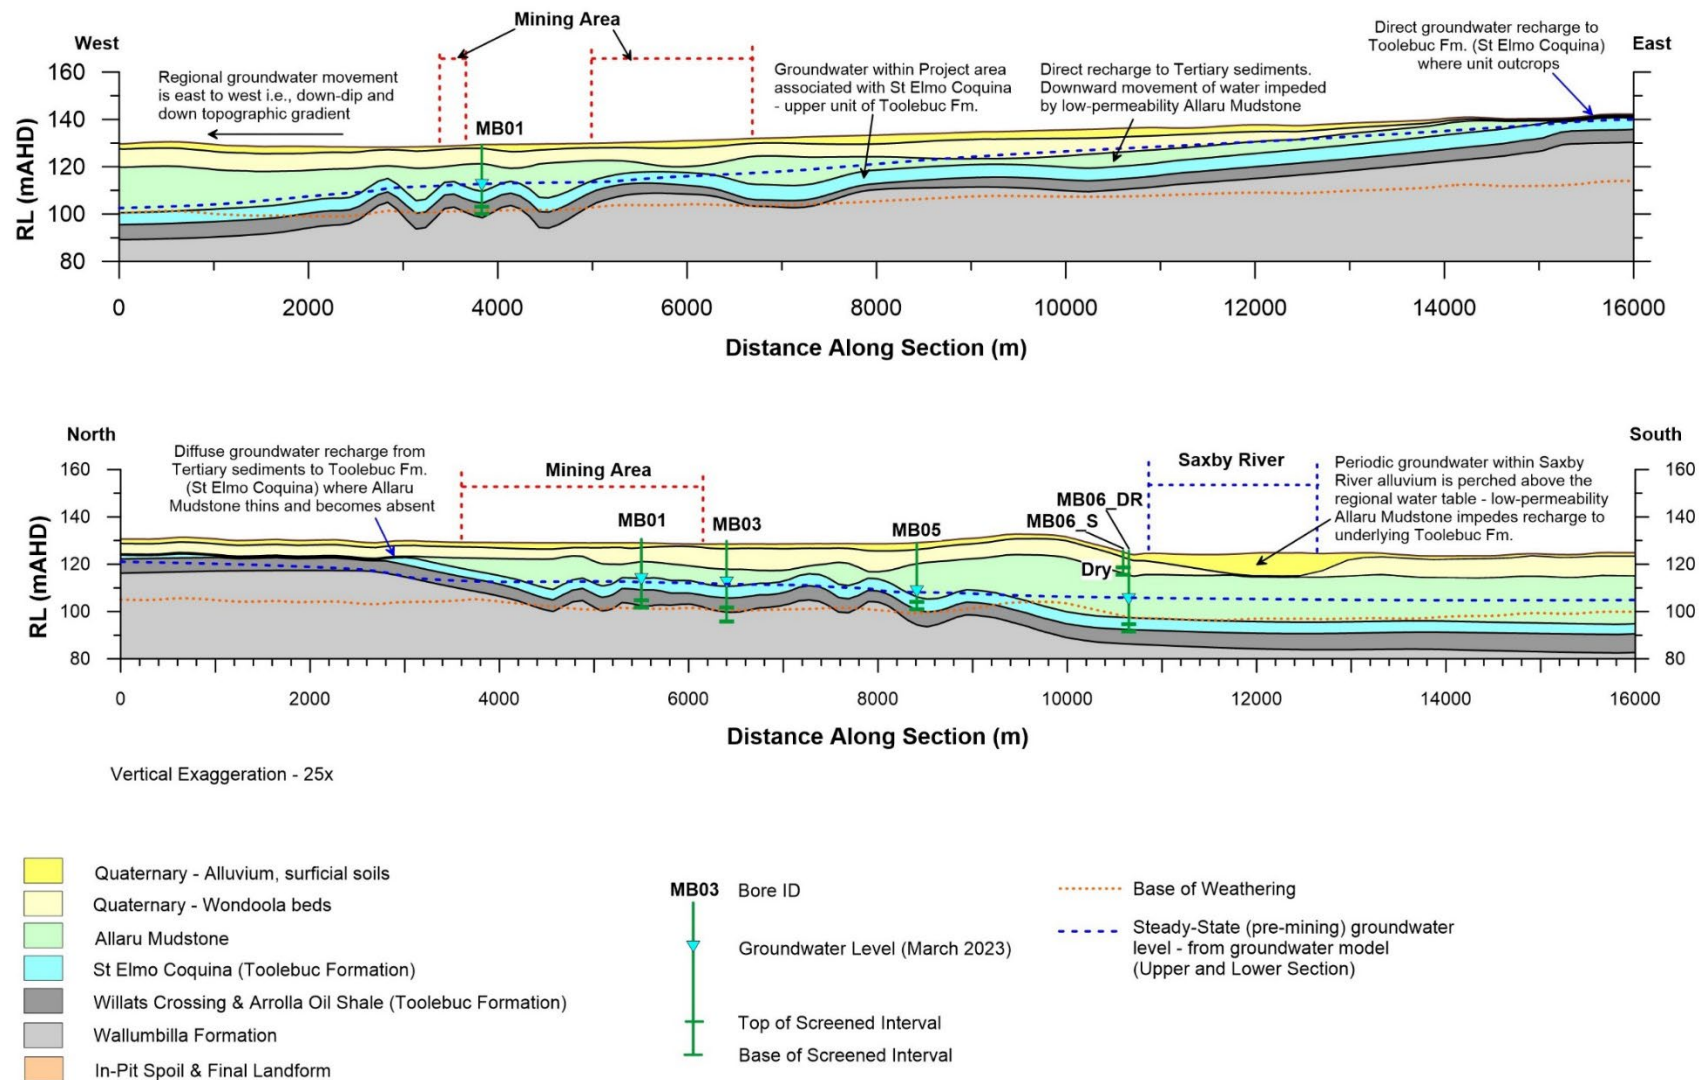 Mining Area
West
Regional groundwater movement
is east to west i.e., down-dip and
down topographic gradient
MB01
Groundwater within Project area
associated with St Elmo Coquina
- upper unit of Toolebuc Fm.
Direct recharge to Tertiary sediments.
Downward movement of water impeded
by low-permeability Allaru Mudstone
Direct groundwater recharge to
Toolebuc Fm. (St Elmo Coquina)
where unit outcrops
East
RL (mAHD)
160
140
120
100
80
0 2000 4000 6000 8000 10000 12000 14000 16000
Distance Along Section (m)
North
Diffuse groundwater recharge from
Tertiary sediments to Toolebuc Fm.
(St Elmo Coquina) where Allaru
Mudstone thins and becomes absent
Mining Area
MB01
MB03
MB05
MB06_DR
MB06_S
Dry
Saxby River
Periodic groundwater within Saxby
River alluvium is perched above the
regional water table - low-permeability
Allaru Mudstone impedes recharge to
underlying Toolebuc Fm.
South
RL (mAHD)
160
140
120
100
80
160
140
120
100
80
0 2000 4000 6000 8000 10000 12000 14000 16000
Distance Along Section (m)
Vertical Exaggeration - 25x
Quaternary - Alluvium, surficial soils
Quaternary - Wondoola beds
Allaru Mudstone
St Elmo Coquina (Toolebuc Formation)
Willats Crossing & Arrolla Oil Shale (Toolebuc Formation)
Wallumbilla Formation
In-Pit Spoil & Final Landform
MB03 Bore ID
Groundwater Level (March 2023)
Top of Screened Interval
Base of Screened Interval
Base of Weathering
Steady-State (pre-mining) groundwater
level - from groundwater model
(Upper and Lower Section)